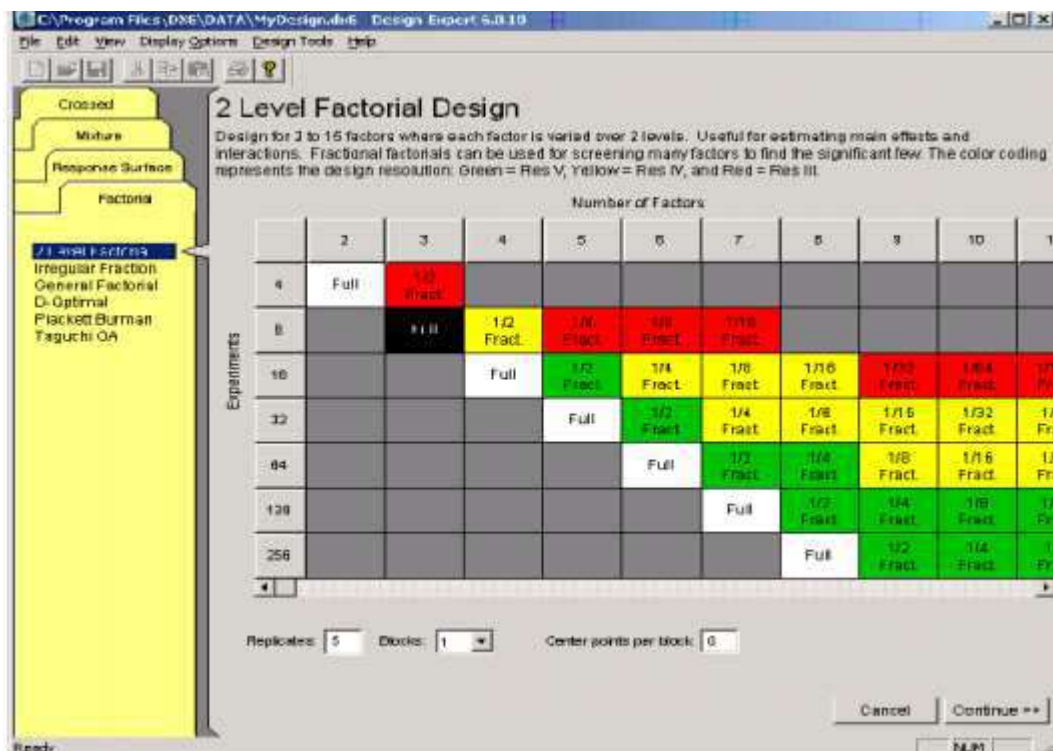 C:\Program Files\DX6\DATA\MyDesign.dx6 Design Expert 6.0.10
File Edit View Display Options Design Tools Help
Crossed
Mixture
Response Surface
Factorial
2 Level Factorial
Irregular Fraction
General Factorial
D-Optimal
Plackett Burman
Taguchi OA
2 Level Factorial Design
Design for 2 to 15 factors where each factor is varied over 2 levels. Useful for estimating main effects and
interactions. Fractional factorials can be used for screening many factors to find the significant few. The color coding
represents the design resolution: Green = Res V, Yellow = Res IV, and Red = Res III.
Number of Factors
2 3 4 5 6 7 8 9 10
Experiments
4 Full 1/2 Fract.
8 Full 1/2 Fract. 1/4 Fract. 1/8 Fract. 1/16 Fract.
16 Full 1/2 Fract. 1/4 Fract. 1/8 Fract. 1/16 Fract. 1/32 Fract. 1/64 Fract.
32 Full 1/2 Fract. 1/4 Fract. 1/8 Fract. 1/16 Fract. 1/32 Fract.
64 Full 1/2 Fract. 1/4 Fract. 1/8 Fract. 1/16 Fract.
128 Full 1/2 Fract. 1/4 Fract. 1/8 Fract.
256 Full 1/2 Fract. 1/4 Fract.
Replicates: 5 Blocks: 1 Center points per block: 0
Cancel Continue >>
Ready NUM